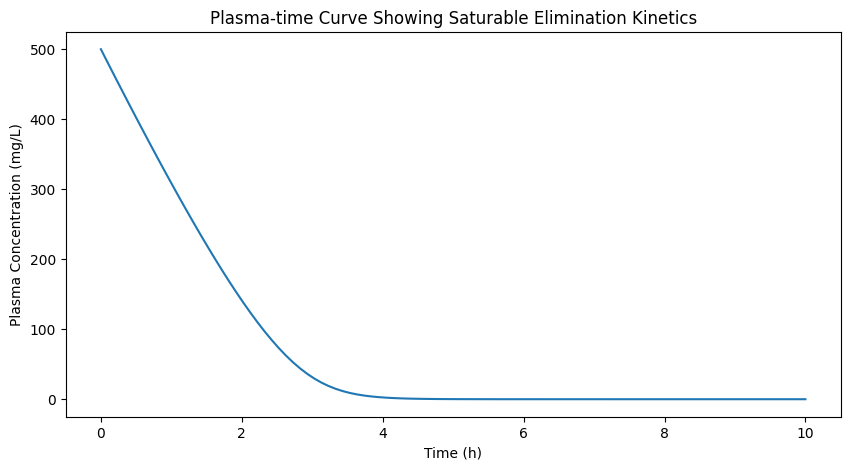 Plasma-time Curve Showing Saturable Elimination Kinetics
Plasma Concentration (mg/L)
500
400
300
200
100
0
0 2 4 6 8 10
Time (h)